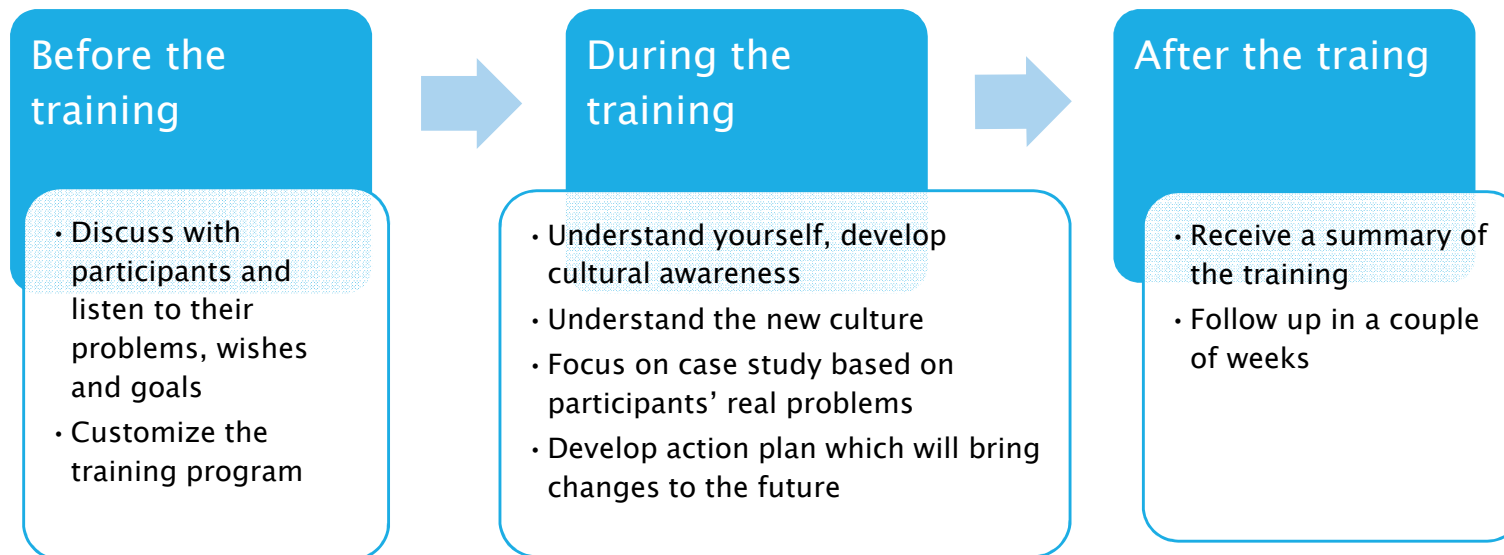 Before the
training
· Discuss with
participants and
listen to their
problems, wishes
and goals
· Customize the
training program
During the
training
· Understand yourself, develop
cultural awareness
· Understand the new culture
· Focus on case study based on
participants’ real problems
· Develop action plan which will bring
changes to the future
After the traing
· Receive a summary of
the training
· Follow up in a couple
of weeks